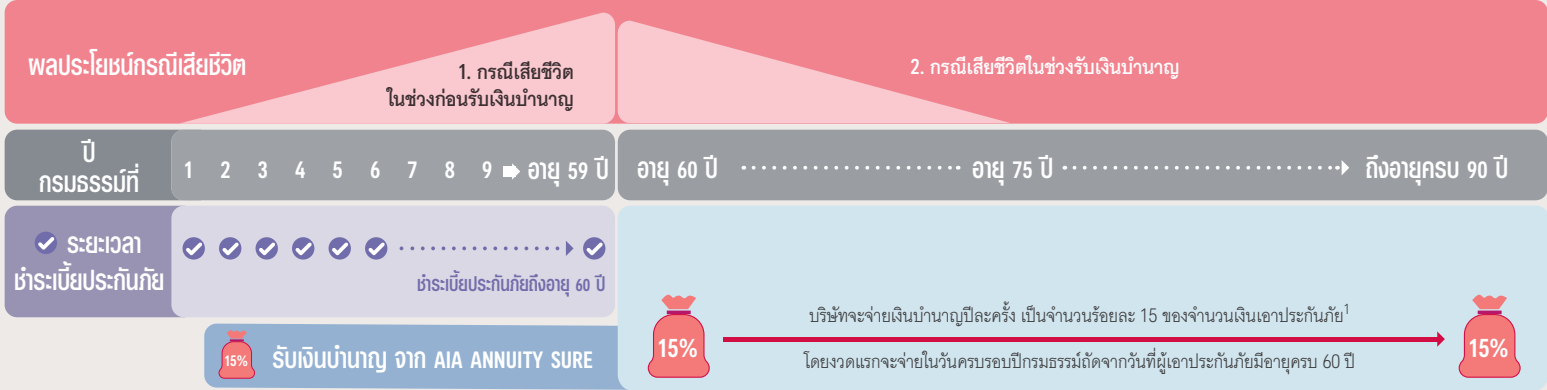 ผลประโยชน์กรณีเสียชีวิต
1. กรณีเสียชีวิต
ในช่วงก่อนรับเงินบำนาญ
2. กรณีเสียชีวิตในช่วงรับเงินบำนาญ
ปี
กรมธรรม์ที่
1 2 3 4 5 6 7 8 9 ➡ อายุ 59 ปี
อายุ 60 ปี อายุ 75 ปี ถึงอายุครบ 90 ปี
ระยะเวลา
ชำระเบี้ยประกันภัย
ชำระเบี้ยประกันภัยถึงอายุ 60 ปี
15% รับเงินบำนาญ จาก AIA ANNUITY SURE
15%
บริษัทจะจ่ายเงินบำนาญปีละครั้ง เป็นจำนวนร้อยละ 15 ของจำนวนเงินเอาประกันภัย¹
โดยงวดแรกจะจ่ายในวันครบรอบปีกรมธรรม์ถัดจากวันที่ผู้เอาประกันภัยมีอายุครบ 60 ปี
15%